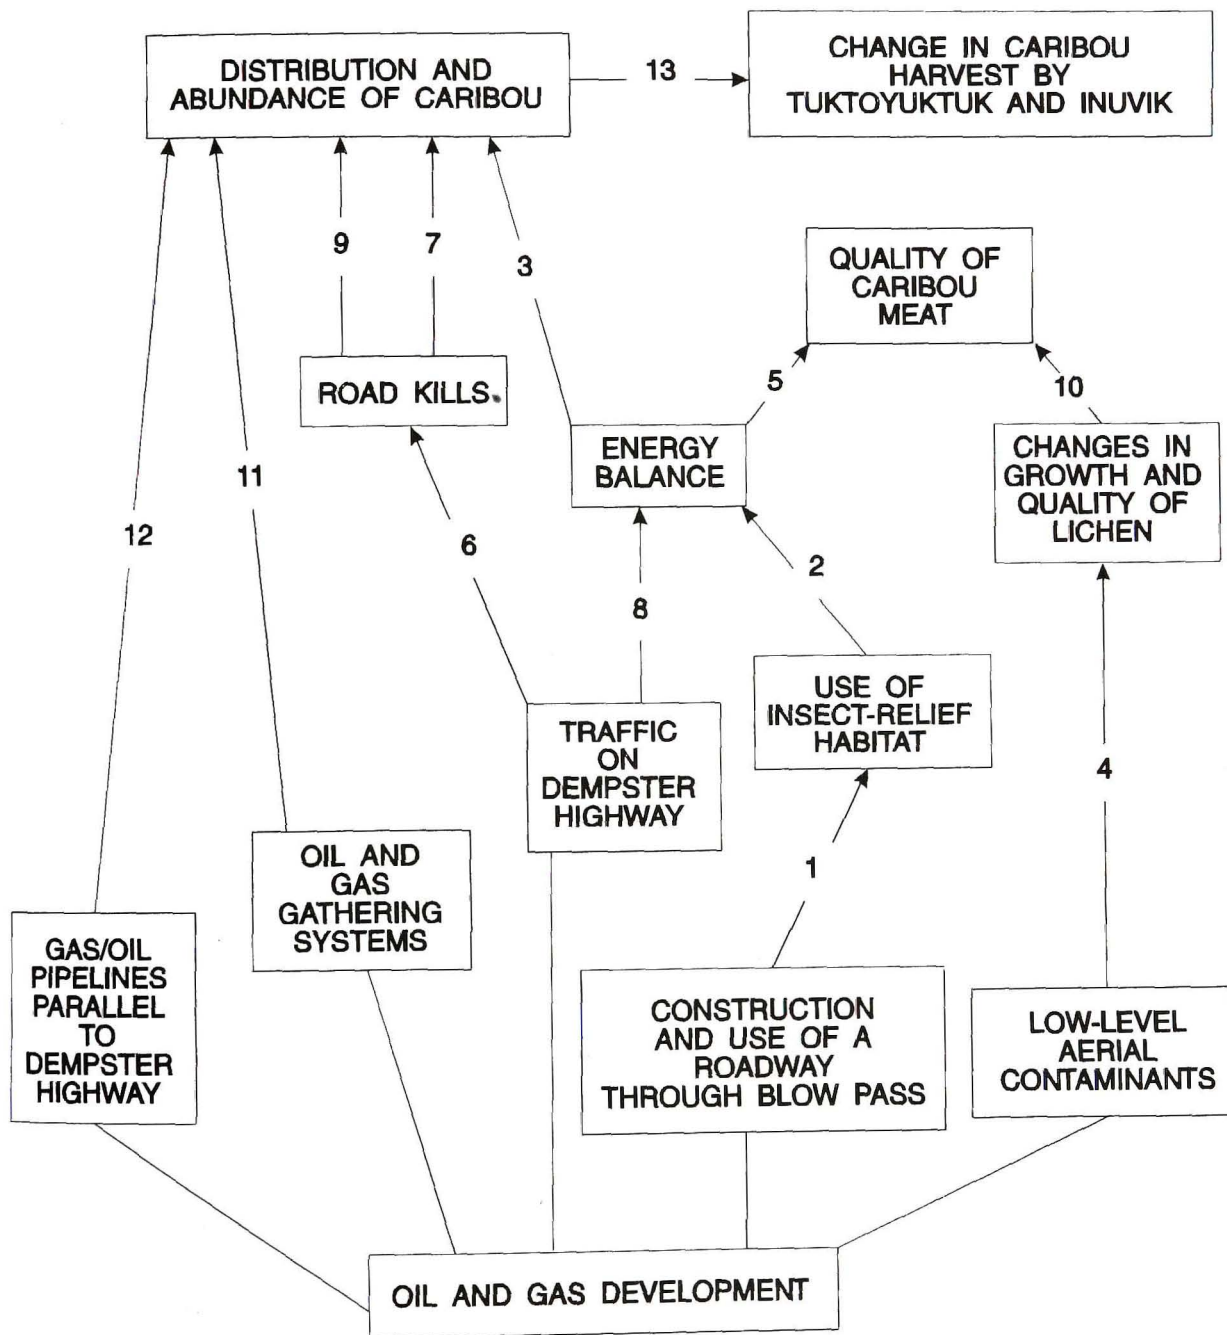 DISTRIBUTION AND
ABUNDANCE OF CARIBOU
13
CHANGE IN CARIBOU
HARVEST BY
TUKTOYUKTUK AND INUVIK
9
7
3
QUALITY OF
CARIBOU
MEAT
5
10
ROAD KILLS
ENERGY
BALANCE
CHANGES IN
GROWTH AND
QUALITY OF
LICHEN
12
11
6
8
2
4
USE OF
INSECT-RELIEF
HABITAT
TRAFFIC
ON
DEMPSTER
HIGHWAY
1
OIL AND
GAS
GATHERING
SYSTEMS
GAS/OIL
PIPELINES
PARALLEL
TO
DEMPSTER
HIGHWAY
CONSTRUCTION
AND USE OF A
ROADWAY
THROUGH BLOW PASS
LOW-LEVEL
AERIAL
CONTAMINANTS
OIL AND GAS DEVELOPMENT